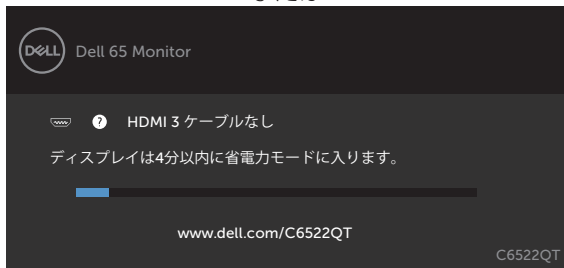 DELL
Dell 65 Monitor
? HDMI 3 ケーブルなし
ディスプレイは4分以内に省電力モードに入ります。
www.dell.com/C6522QT
C6522QT